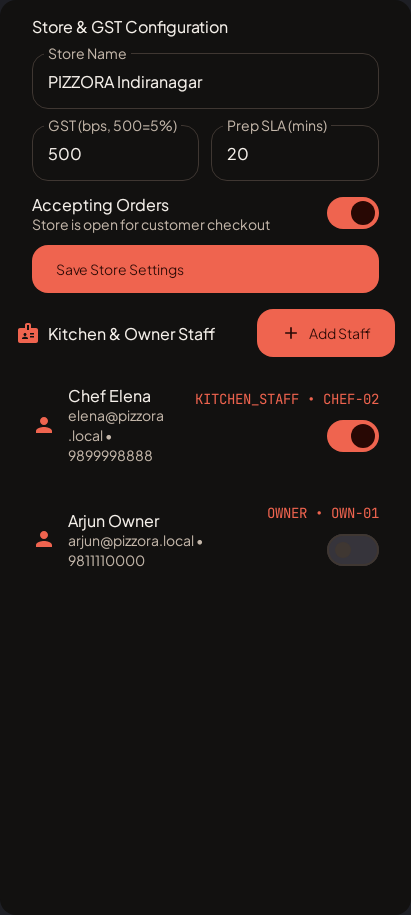 Store & GST Configuration
Store Name
PIZZORA Indiranagar
GST (bps, 500=5%)
Prep SLA (mins)
500
20
Accepting Orders
Store is open for customer checkout
Save Store Settings
Kitchen & Owner Staff
Add Staff
Chef Elena
elena@pizzora
.local •
9899998888
KITCHEN_STAFF • CHEF-02
Arjun Owner
arjun@pizzora.local •
9811110000
OWNER • OWN-01